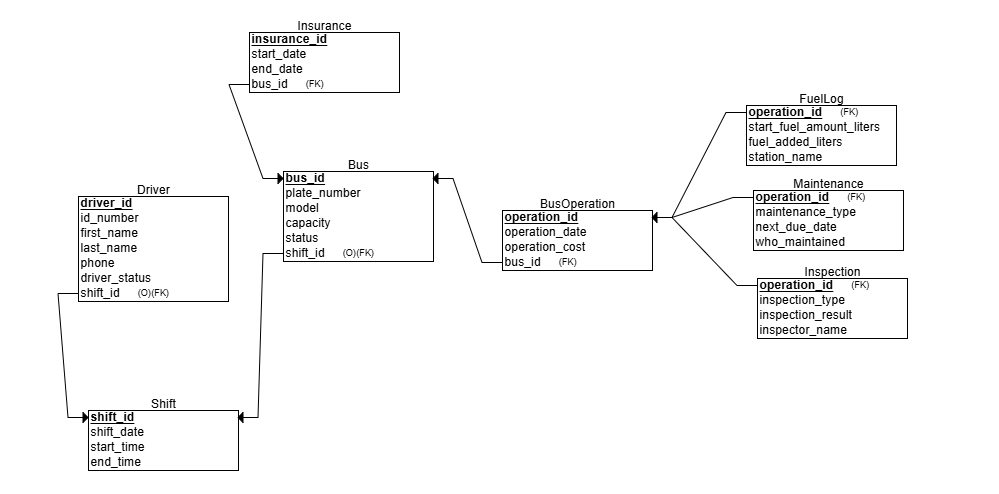 Insurance
insurance_id
start_date
end_date
bus_id (FK)
FuelLog
operation_id (FK)
start_fuel_amount_liters
fuel_added_liters
station_name
Bus
bus_id
plate_number
model
capacity
status
shift_id (O)(FK)
Driver
driver_id
id_number
first_name
last_name
phone
driver_status
shift_id (O)(FK)
BusOperation
operation_id
operation_date
operation_cost
bus_id (FK)
Maintenance
operation_id (FK)
maintenance_type
next_due_date
who_maintained
Inspection
operation_id (FK)
inspection_type
inspection_result
inspector_name
Shift
shift_id
shift_date
start_time
end_time